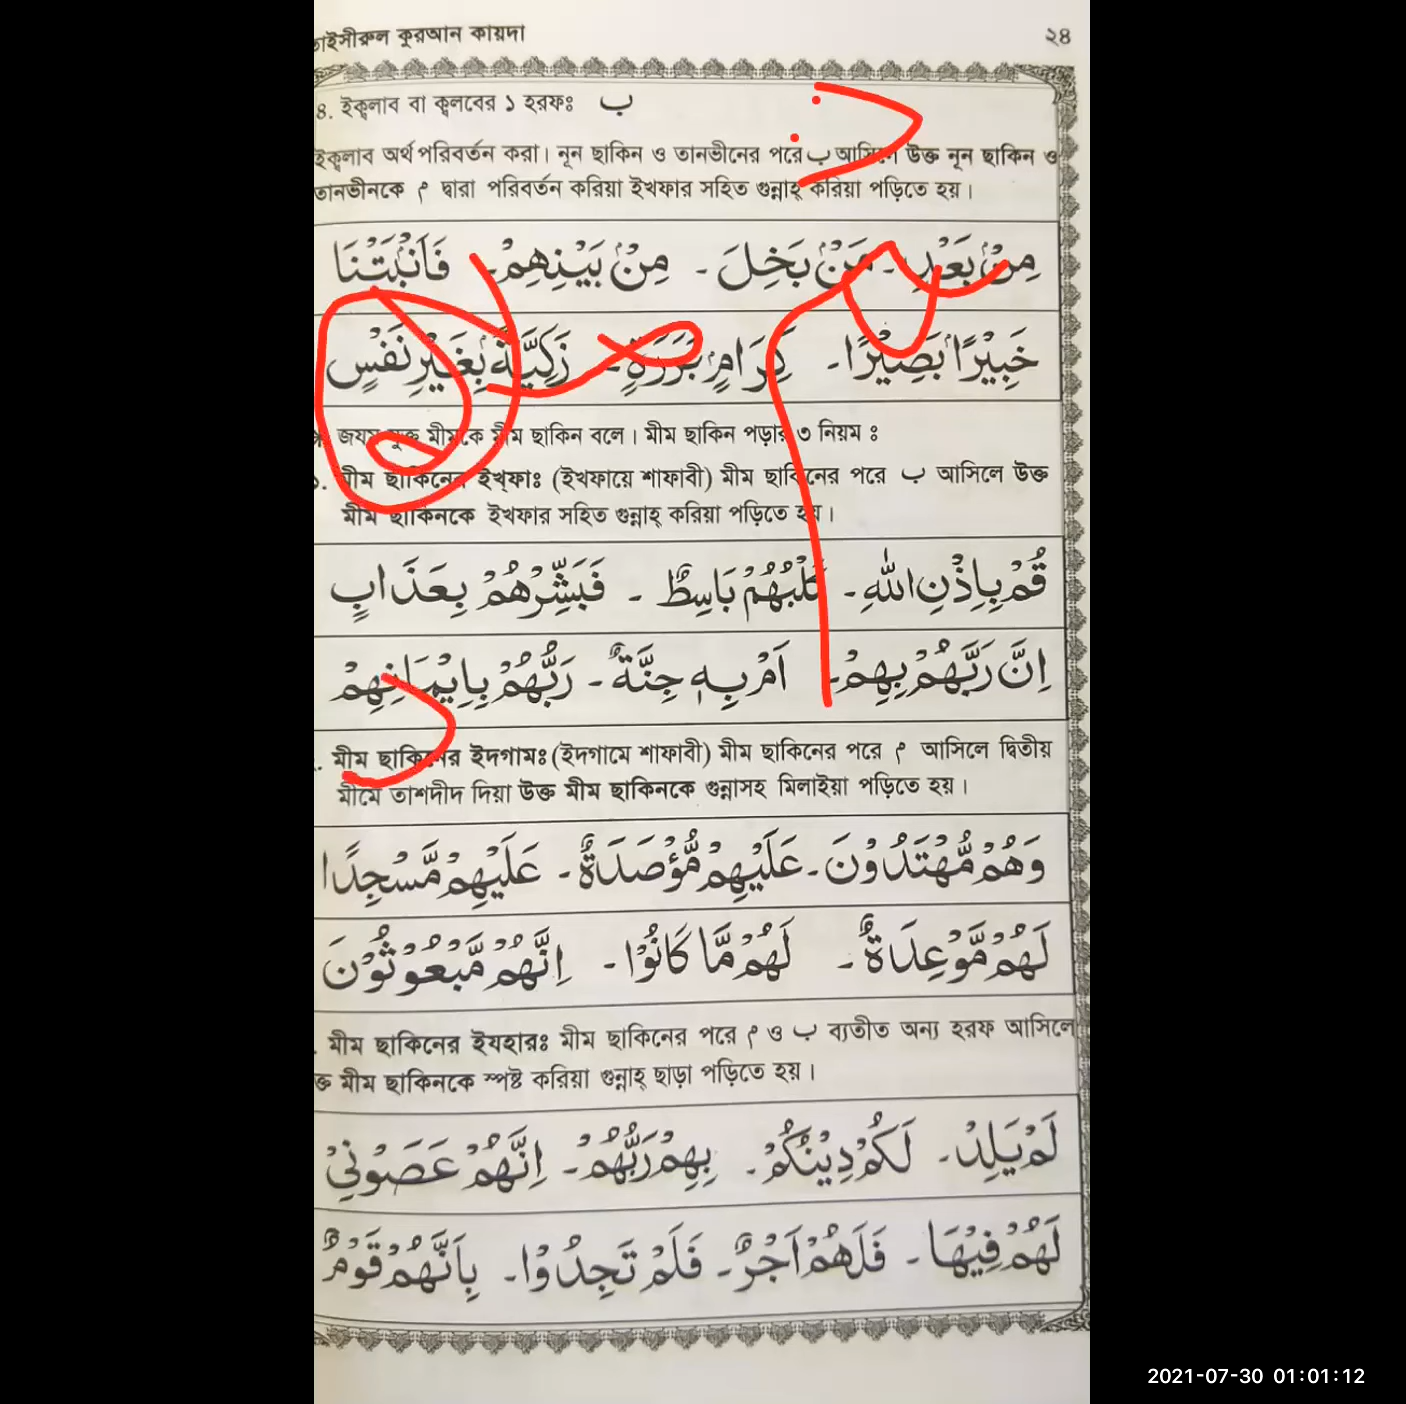 তাইসীরুল কুরআন কায়দা ২৪
৪. ইক্বলাব বা ক্বলবের ১ হরফঃ ب
ইক্বলাব অর্থ পরিবর্তন করা। নূন ছাকিন ও তানভীনের পরে ب আসিলে উক্ত নূন ছাকিন ও
তানভীনকে م দ্বারা পরিবর্তন করিয়া ইখফার সহিত গুন্নাহ্ করিয়া পড়িতে হয়।
مِنْۢ بَعْدِ ۔ مَنْۢ بَخِلَ ۔ مِنْۢ بَيْنِهِمْ ۔ فَاَنْۢبَتْنَا
خَبِيْرًاۢ بَصِيْرًا ۔ كِرَامٍۢ بَرَرَةٍ ۔ زَكِيَّةًۢ بِغَيْرِ نَفْسٍ
জযম যুক্ত মীমকে মীম ছাকিন বলে। মীম ছাকিন পড়ার ৩ নিয়ম ঃ
১. মীম ছাকিনের ইখ্ফাঃ (ইখফায়ে শাফাবী) মীম ছাকিনের পরে ب আসিলে উক্ত
মীম ছাকিনকে ইখফার সহিত গুন্নাহ্ করিয়া পড়িতে হয়।
قُمْ بِاِذْنِ اللّٰهِ ۔ كَلْبُهُمْ بَاسِطٌ ۔ فَبَشِّرْهُمْ بِعَذَابٍ
اِنَّ رَبَّهُمْ بِهِمْ ۔ اَمْ بِهٖ جِنَّةٌ ۔ رَبُّهُمْ بِاِيْمَانِهِمْ
. মীম ছাকিনের ইদগামঃ (ইদগামে শাফাবী) মীম ছাকিনের পরে م আসিলে দ্বিতীয়
মীমে তাশদীদ দিয়া উক্ত মীম ছাকিনকে গুন্নাসহ মিলাইয়া পড়িতে হয়।
وَهُمْ مُّهْتَدُوْنَ ۔ عَلَيْهِمْ مُّؤْصَدَةٌ ۔ عَلَيْهِمْ مَّسْجِدًا
لَهُمْ مَّوْعِدَةٌ ۔ لَهُمْ مَّا كَانُوْا ۔ اِنَّهُمْ مَّبْعُوْثُوْنَ
. মীম ছাকিনের ইযহারঃ মীম ছাকিনের পরে م ও ب ব্যতীত অন্য হরফ আসিলে
ক্ত মীম ছাকিনকে স্পষ্ট করিয়া গুন্নাহ্ ছাড়া পড়িতে হয়।
لَمْ يَلِدْ ۔ لَكُمْ دِيْنُكُمْ ۔ بِهِمْ رَبُّهُمْ ۔ اِنَّهُمْ عَصَوْنِيْ
لَهُمْ فِيْهَا ۔ فَلَهُمْ اَجْرٌ ۔ فَلَمْ تَجِدُوْا ۔ بِاَنَّهُمْ قَوْمٌ
2021-07-30 01:01:12